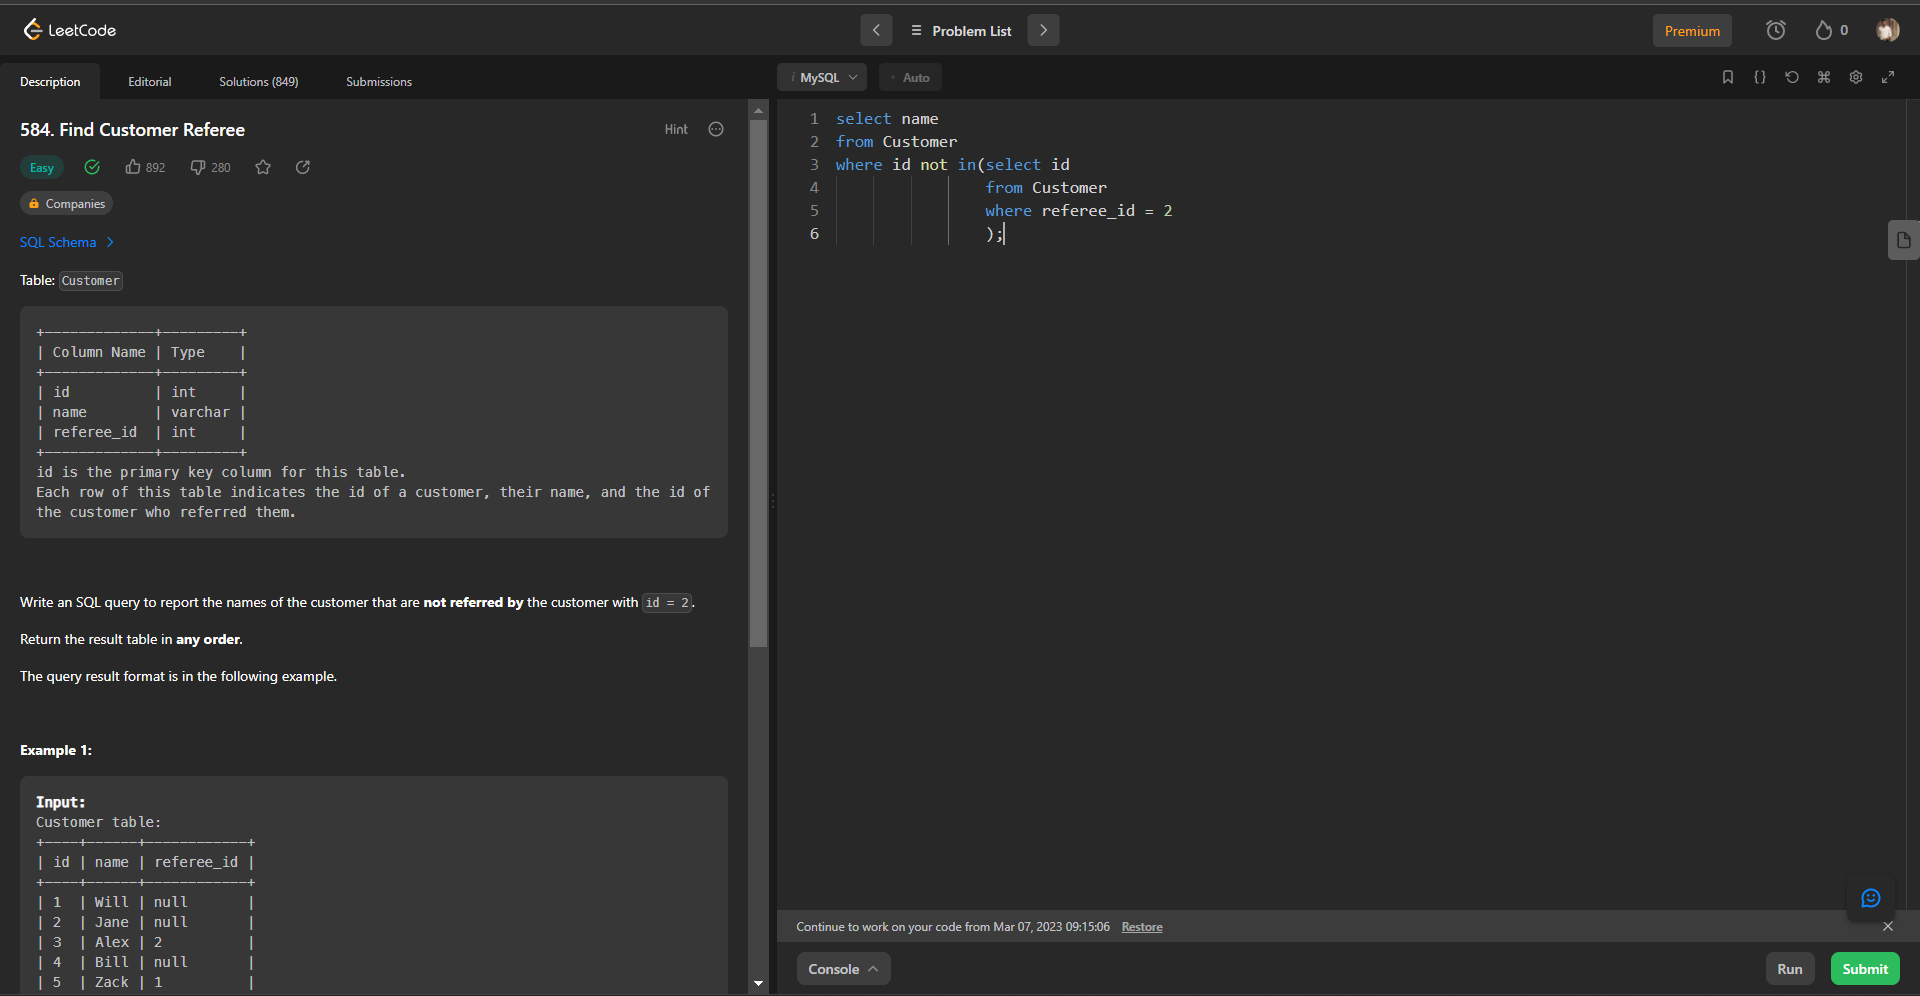 LeetCode
Problem List
Premium
0
Description
Editorial
Solutions (849)
Submissions
584. Find Customer Referee
Hint
Easy
892
280
Companies
SQL Schema
Table: Customer
+-------------+---------+
| Column Name | Type    |
+-------------+---------+
| id          | int     |
| name        | varchar |
| referee_id  | int     |
+-------------+---------+
id is the primary key column for this table.
Each row of this table indicates the id of a customer, their name, and the id of
the customer who referred them.
Write an SQL query to report the names of the customer that are not referred by the customer with id = 2.
Return the result table in any order.
The query result format is in the following example.
Example 1:
Input:
Customer table:
+----+------+------------+
| id | name | referee_id |
+----+------+------------+
| 1  | Will | null       |
| 2  | Jane | null       |
| 3  | Alex | 2          |
| 4  | Bill | null       |
| 5  | Zack | 1          |
i MySQL
Auto
1 select name
2 from Customer
3 where id not in(select id
4 from Customer
5 where referee_id = 2
6 );
Continue to work on your code from Mar 07, 2023 09:15:06 Restore
Console
Run
Submit